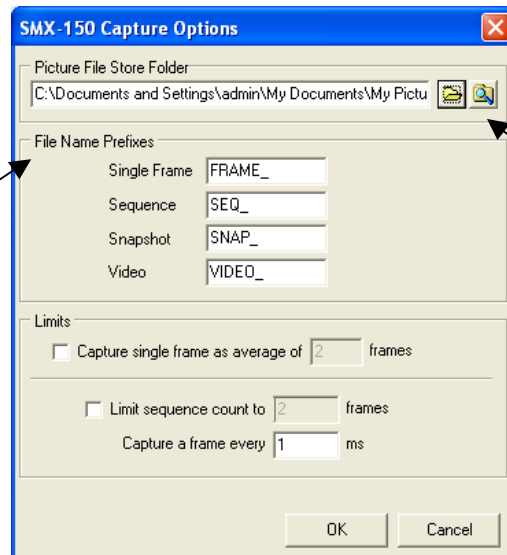 SMX-150 Capture Options
Picture File Store Folder
C:\Documents and Settings\admin\My Documents\My Pictu
File Name Prefixes
Single Frame FRAME_
Sequence SEQ_
Snapshot SNAP_
Video VIDEO_
Limits
Capture single frame as average of 2 frames
Limit sequence count to 2 frames
Capture a frame every 1 ms
OK Cancel